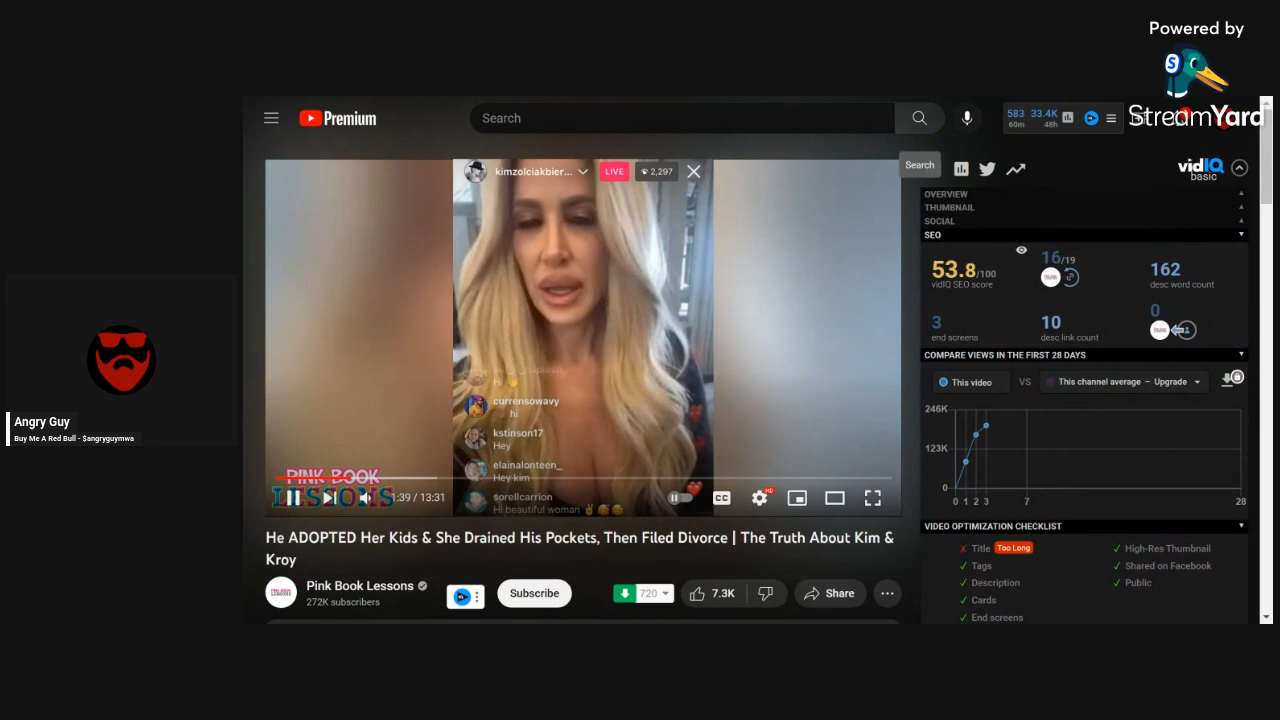 Powered by
StreamYard
Premium
Search
583 33.4K
60m 48h
Search
vidIQ
basic
kimzolciakbier...
LIVE
2,297
Hi 👋
currensowavy
hi
kstinson17
Hey
elainalonteen_
Hey kim
sorellcarrion
Hi beautiful woman ✌️😍😍
PINK BOOK
LESSONS
1:39 / 13:31
CC
HD
He ADOPTED Her Kids & She Drained His Pockets, Then Filed Divorce | The Truth About Kim &
Kroy
Pink Book Lessons
272K subscribers
Subscribe
720
7.3K
Share
OVERVIEW
THUMBNAIL
SOCIAL
SEO
53.8/100
vidIQ SEO score
16/19
162
desc word count
3
end screens
10
desc link count
0
COMPARE VIEWS IN THE FIRST 28 DAYS
This video
VS
This channel average – Upgrade
246K
123K
0
0 1 2 3 7 28
VIDEO OPTIMIZATION CHECKLIST
✗ Title Too Long
✓ Tags
✓ Description
✓ Cards
✓ End screens
✓ High-Res Thumbnail
✓ Shared on Facebook
✓ Public
Angry Guy
Buy Me A Red Bull - $angryguymwa